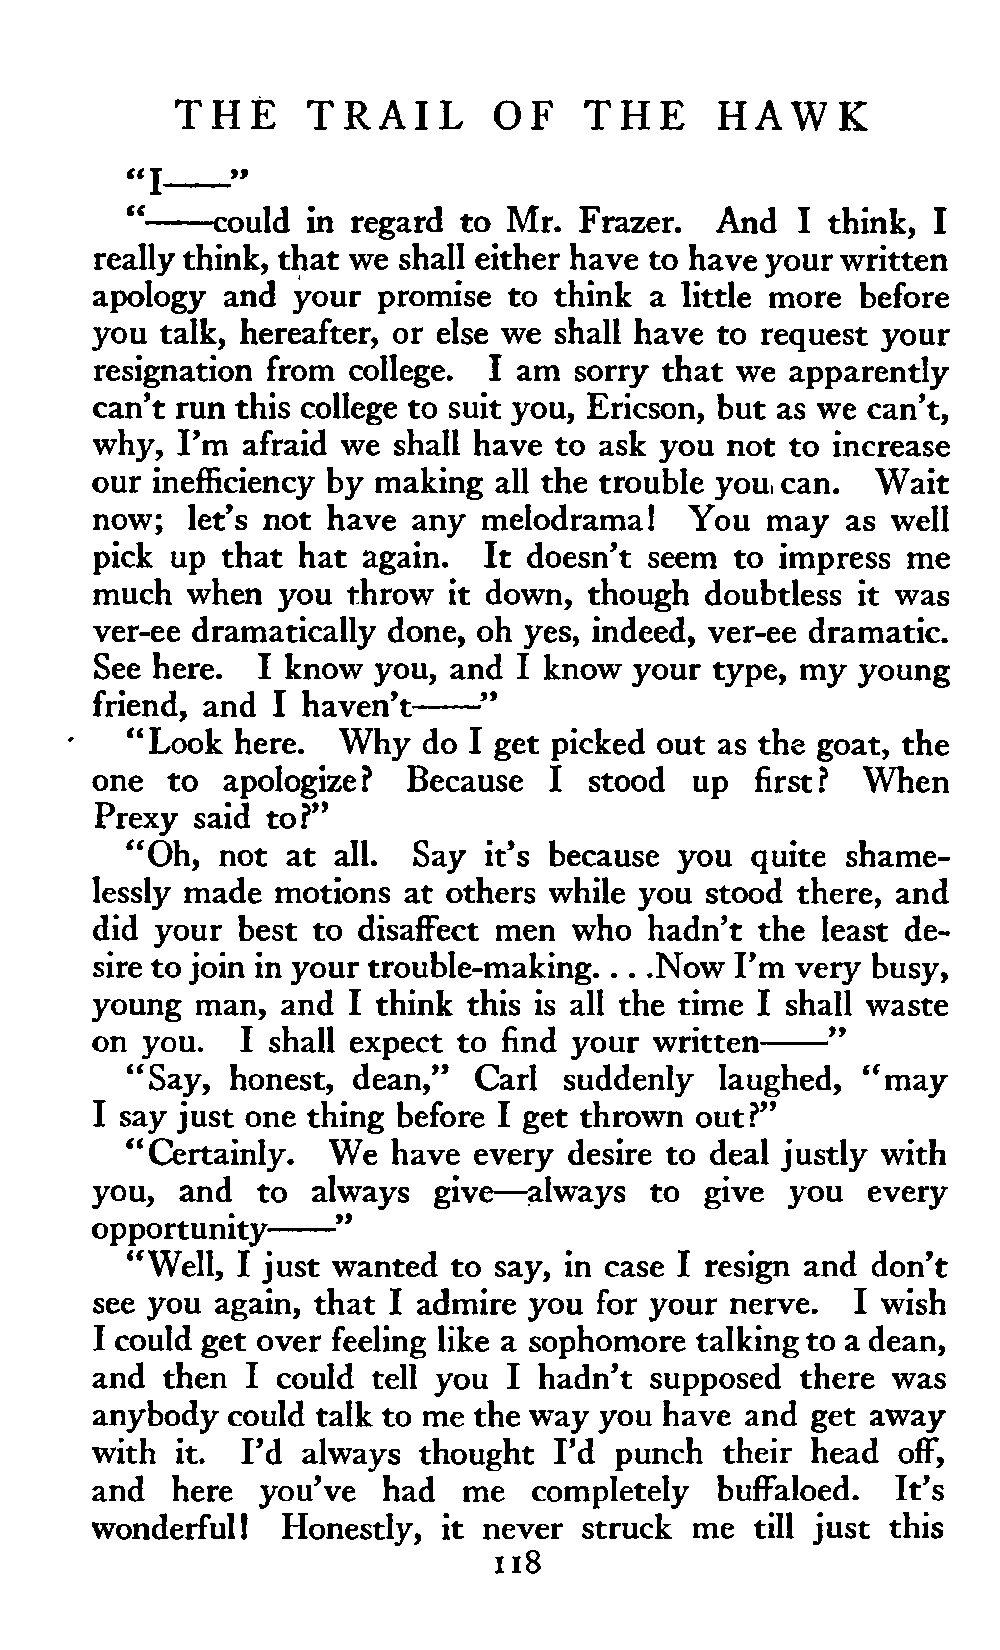 THE TRAIL OF THE HAWK
“I——”
“——could in regard to Mr. Frazer. And I think, I
really think, that we shall either have to have your written
apology and your promise to think a little more before
you talk, hereafter, or else we shall have to request your
resignation from college. I am sorry that we apparently
can't run this college to suit you, Ericson, but as we can't,
why, I'm afraid we shall have to ask you not to increase
our inefficiency by making all the trouble you can. Wait
now; let's not have any melodrama! You may as well
pick up that hat again. It doesn't seem to impress me
much when you throw it down, though doubtless it was
ver-ee dramatically done, oh yes, indeed, ver-ee dramatic.
See here. I know you, and I know your type, my young
friend, and I haven't——”
“Look here. Why do I get picked out as the goat, the
one to apologize? Because I stood up first? When
Prexy said to?”
“Oh, not at all. Say it's because you quite shame-
lessly made motions at others while you stood there, and
did your best to disaffect men who hadn't the least de-
sire to join in your trouble-making. . . .Now I'm very busy,
young man, and I think this is all the time I shall waste
on you. I shall expect to find your written——”
“Say, honest, dean,” Carl suddenly laughed, “may
I say just one thing before I get thrown out?”
“Certainly. We have every desire to deal justly with
you, and to always give—always to give you every
opportunity——”
“Well, I just wanted to say, in case I resign and don't
see you again, that I admire you for your nerve. I wish
I could get over feeling like a sophomore talking to a dean,
and then I could tell you I hadn't supposed there was
anybody could talk to me the way you have and get away
with it. I'd always thought I'd punch their head off,
and here you've had me completely buffaloed. It's
wonderful! Honestly, it never struck me till just this
118